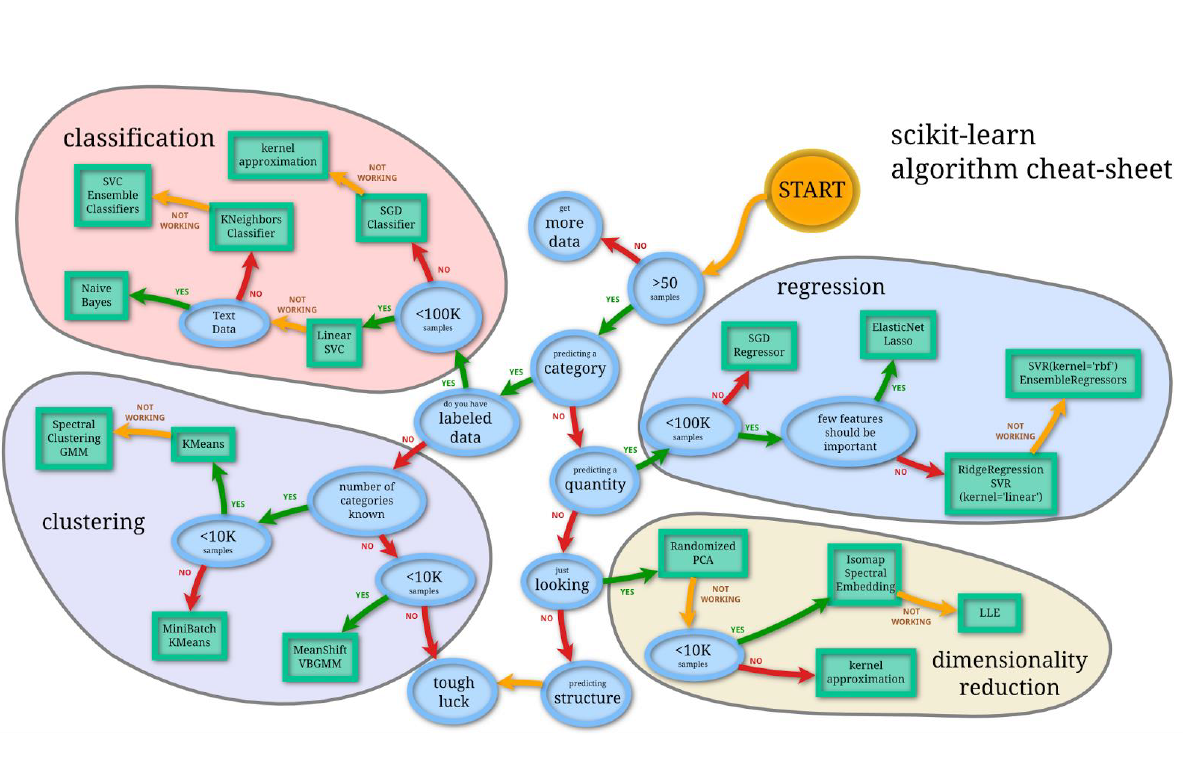 scikit-learn
algorithm cheat-sheet
START
get
more
data
NO
>50
samples
YES
predicting a
category
YES
NO
do you have
labeled
data
YES
NO
predicting a
quantity
YES
NO
just
looking
YES
NO
predicting
structure
tough
luck
classification
kernel
approximation
NOT
WORKING
SVC
Ensemble
Classifiers
NOT
WORKING
KNeighbors
Classifier
SGD
Classifier
NO
Naive
Bayes
YES
NO
Text
Data
NOT
WORKING
Linear
SVC
YES
<100K
samples
regression
SGD
Regressor
ElasticNet
Lasso
SVR(kernel='rbf')
EnsembleRegressors
NO
YES
<100K
samples
YES
few features
should be
important
NOT
WORKING
NO
RidgeRegression
SVR
(kernel='linear')
clustering
Spectral
Clustering
GMM
NOT
WORKING
KMeans
YES
YES
number of
categories
known
<10K
samples
NO
NO
<10K
samples
YES
NO
MiniBatch
KMeans
MeanShift
VBGMM
dimensionality
reduction
Randomized
PCA
NOT
WORKING
Isomap
Spectral
Embedding
NOT
WORKING
LLE
YES
<10K
samples
NO
kernel
approximation